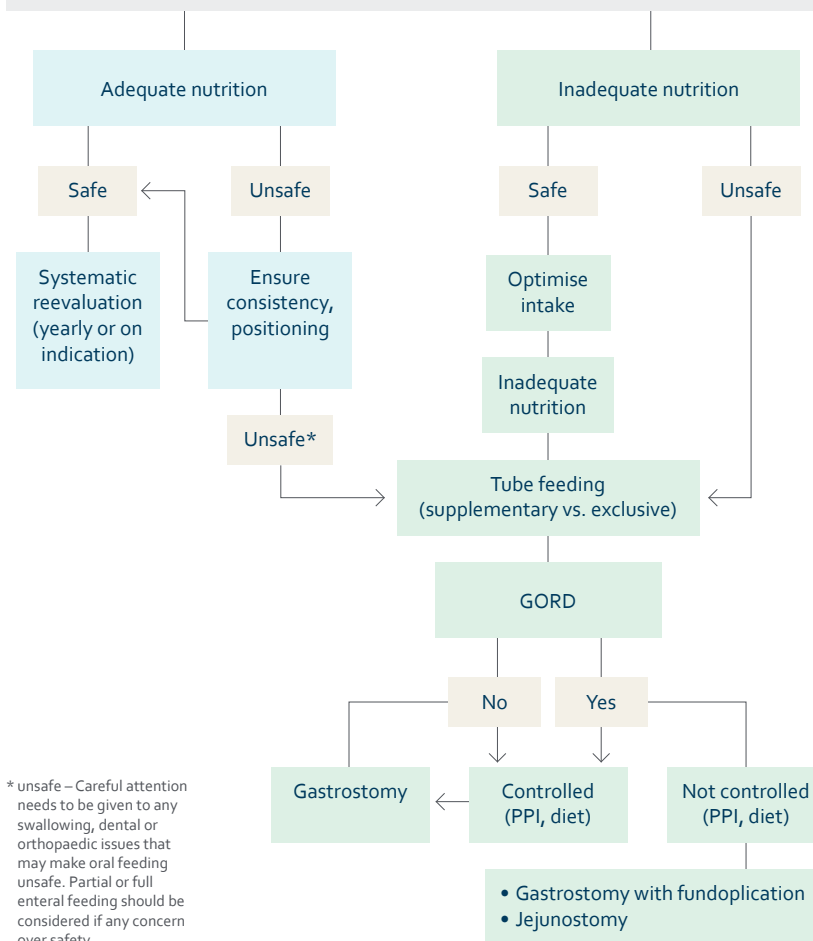 Adequate nutrition
Inadequate nutrition
Safe
Unsafe
Safe
Unsafe
Systematic
reevaluation
(yearly or on
indication)
Ensure
consistency,
positioning
Optimise
intake
Inadequate
nutrition
Unsafe*
Tube feeding
(supplementary vs. exclusive)
GORD
No
Yes
Gastrostomy
Controlled
(PPI, diet)
Not controlled
(PPI, diet)
• Gastrostomy with fundoplication
• Jejunostomy
* unsafe – Careful attention
needs to be given to any
swallowing, dental or
orthopaedic issues that
may make oral feeding
unsafe. Partial or full
enteral feeding should be
considered if any concern
over safety